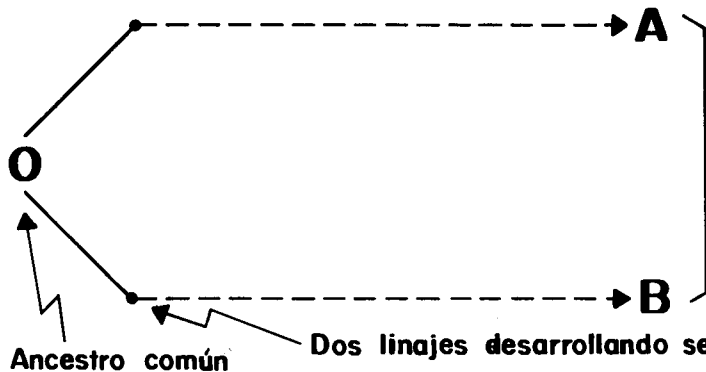 A
O
B
Dos linajes desarrollando se
Ancestro común